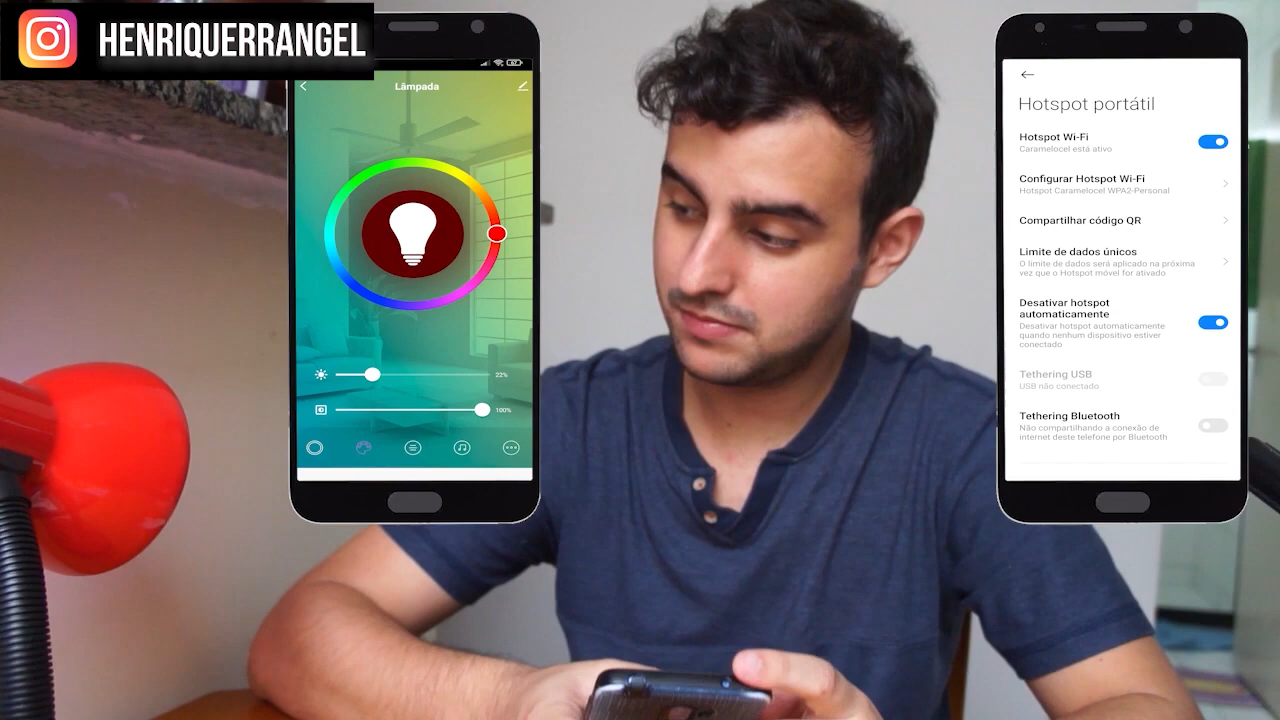 HENRIQUERRANGEL
Lâmpada
22%
100%
Hotspot portátil
Hotspot Wi-Fi
Caramelocel está ativo
Configurar Hotspot Wi-Fi
Hotspot Caramelocel WPA2-Personal
Compartilhar código QR
Limite de dados únicos
O limite de dados será aplicado na próxima
vez que o Hotspot móvel for ativado
Desativar hotspot
automaticamente
Desativar hotspot automaticamente
quando nenhum dispositivo estiver
conectado
Tethering USB
USB não conectado
Tethering Bluetooth
Não compartilhando a conexão de
internet deste telefone por Bluetooth